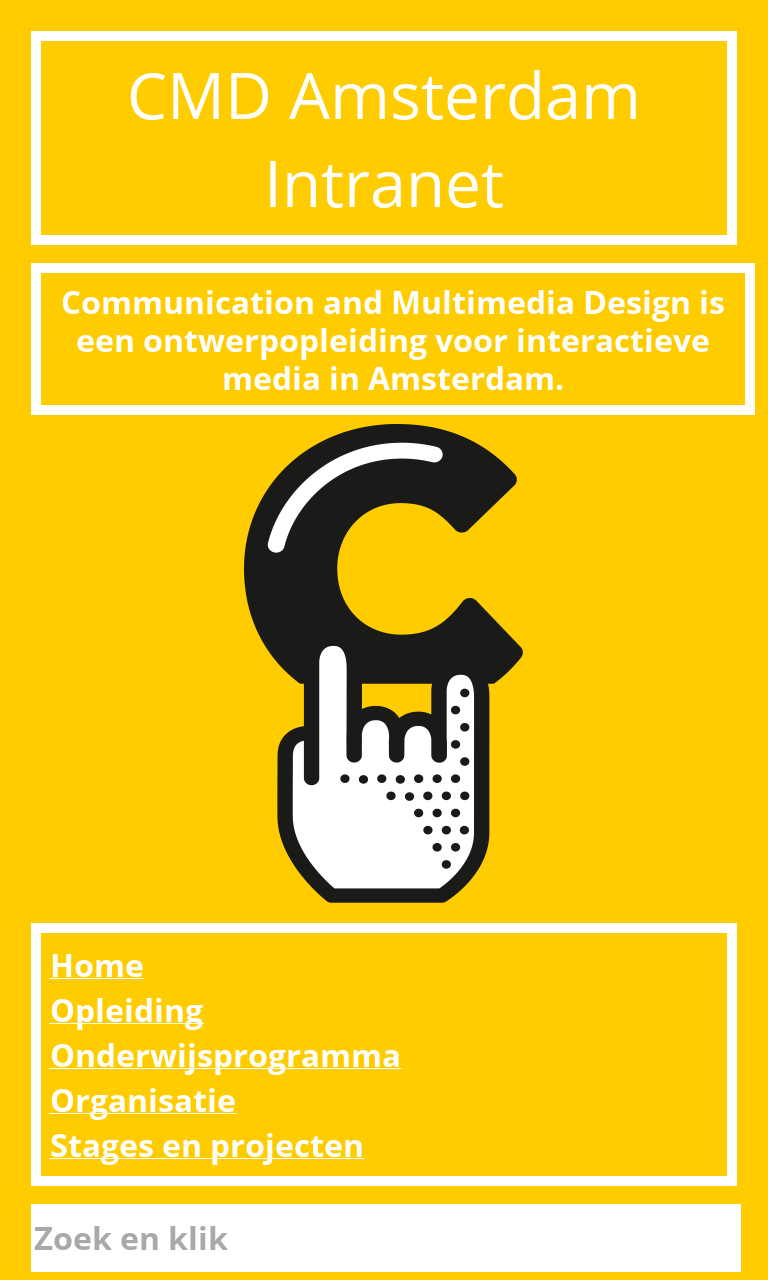 CMD Amsterdam
Intranet
Communication and Multimedia Design is
een ontwerpopleiding voor interactieve
media in Amsterdam.
Home
Opleiding
Onderwijsprogramma
Organisatie
Stages en projecten
Zoek en klik